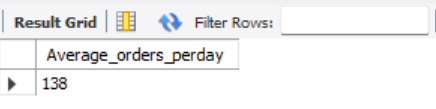 Result Grid Filter Rows:
Average_orders_perday
138